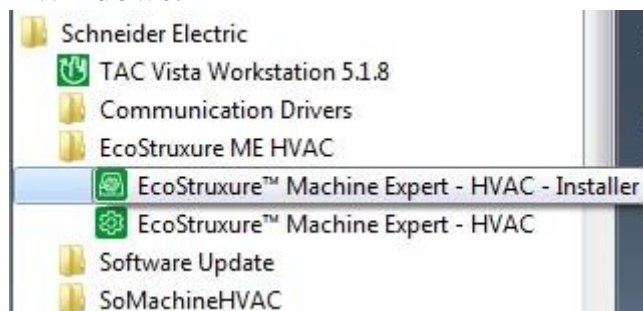 Schneider Electric
TAC Vista Workstation 5.1.8
Communication Drivers
EcoStruxure ME HVAC
EcoStruxure™ Machine Expert - HVAC - Installer
EcoStruxure™ Machine Expert - HVAC
Software Update
SoMachineHVAC